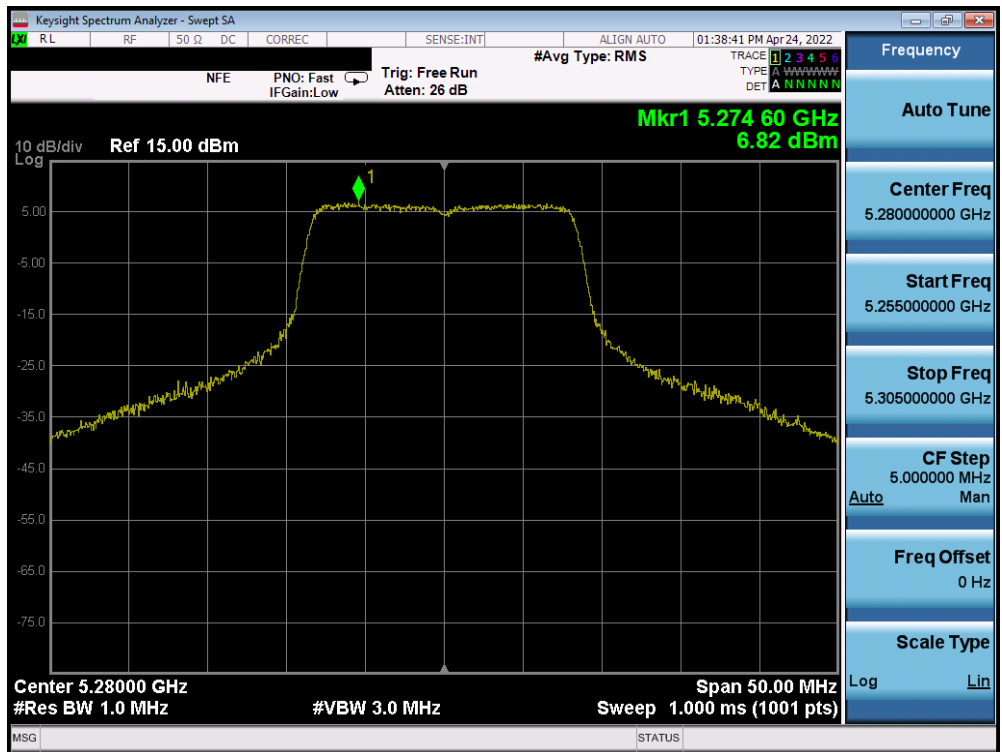 Keysight Spectrum Analyzer - Swept SA
LXI RL RF 50 Ω DC CORREC SENSE:INT ALIGN AUTO 01:38:41 PM Apr 24, 2022
#Avg Type: RMS TRACE 1 2 3 4 5 6
NFE PNO: Fast Trig: Free Run TYPE A WWWWW
IFGain:Low Atten: 26 dB DET A N N N N N
Mkr1 5.274 60 GHz
10 dB/div Ref 15.00 dBm 6.82 dBm
Log
1
5.00
-5.00
-15.0
-25.0
-35.0
-45.0
-55.0
-65.0
-75.0
Center 5.28000 GHz Span 50.00 MHz
#Res BW 1.0 MHz #VBW 3.0 MHz Sweep 1.000 ms (1001 pts)
MSG STATUS
Frequency
Auto Tune
Center Freq
5.280000000 GHz
Start Freq
5.255000000 GHz
Stop Freq
5.305000000 GHz
CF Step
5.000000 MHz
Auto Man
Freq Offset
0 Hz
Scale Type
Log Lin